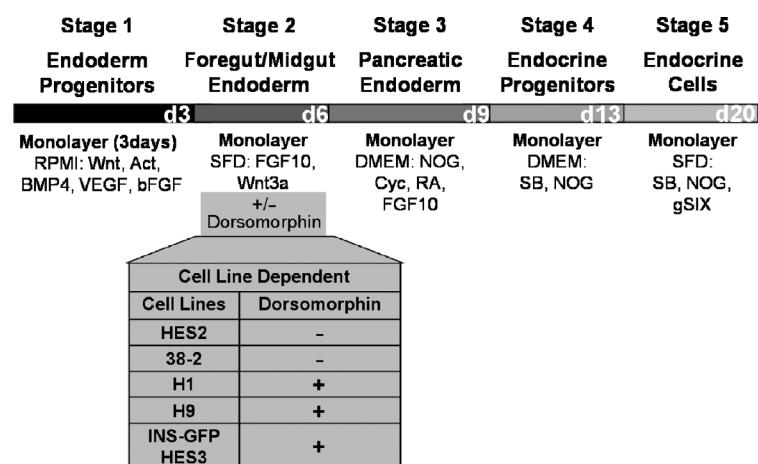 Stage 1 Stage 2 Stage 3 Stage 4 Stage 5
Endoderm Foregut/Midgut Pancreatic Endocrine Endocrine
Progenitors Endoderm Endoderm Progenitors Cells
d3 d6 d9 d13 d20
Monolayer (3days)
RPMI: Wnt, Act,
BMP4, VEGF, bFGF
Monolayer
SFD: FGF10,
Wnt3a
+/−
Dorsomorphin
Monolayer
DMEM: NOG,
Cyc, RA,
FGF10
Monolayer
DMEM:
SB, NOG
Monolayer
SFD:
SB, NOG,
gSIX
Cell Line Dependent
Cell Lines Dorsomorphin
HES2 −
38-2 −
H1 +
H9 +
INS-GFP
HES3 +